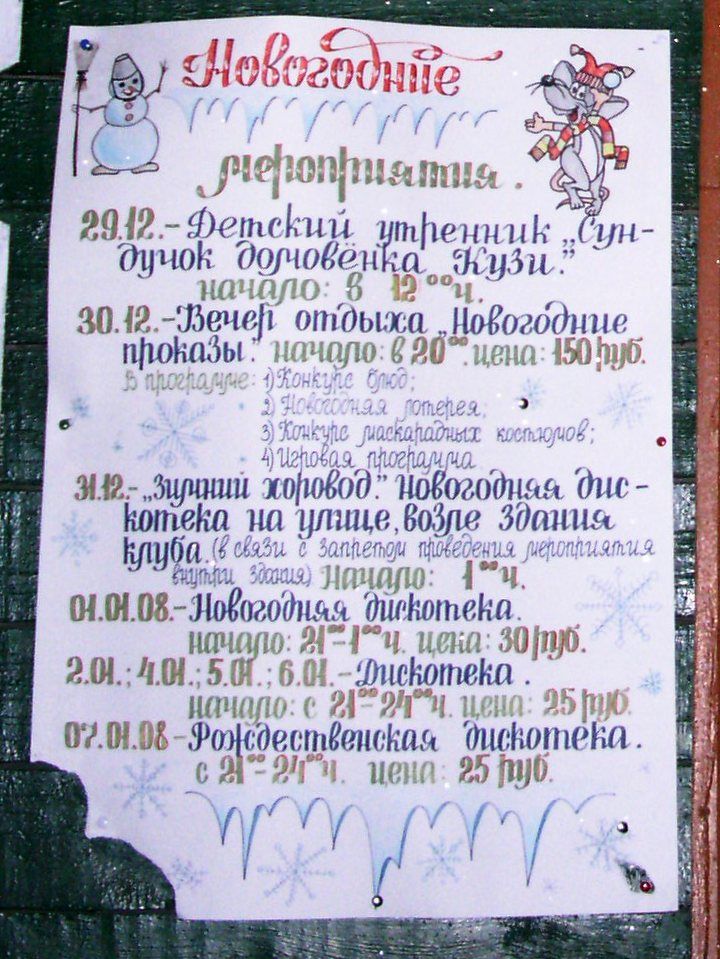 Новогодние
мероприятия.
29.12.-Детский утренник „Сун-
дучок домовёнка Кузи."
начало: в 12⁰⁰ч.
30.12.-Вечер отдыха „Новогодние
проказы." начало: в 20⁰⁰. цена: 150 руб.
В программе: 1) Конкурс блюд;
2) Новогодняя лотерея;
3) Конкурс маскарадных костюмов;
4) Игровая программа
31.12.-„Зимний хоровод." Новогодняя дис-
котека на улице, возле здания
клуба. (в связи с запретом проведения мероприятия
внутри здания) Начало: 1⁰⁰ч.
01.01.08.-Новогодняя дискотека.
начало: 21⁰⁰-1⁰⁰ч. цена: 30 руб.
2.01.; 4.01.; 5.01.; 6.01.-Дискотека.
начало: с 21⁰⁰-24⁰⁰ч. цена: 25 руб.
07.01.08-Рождественская дискотека.
с 21⁰⁰-24⁰⁰ч. цена: 25 руб.